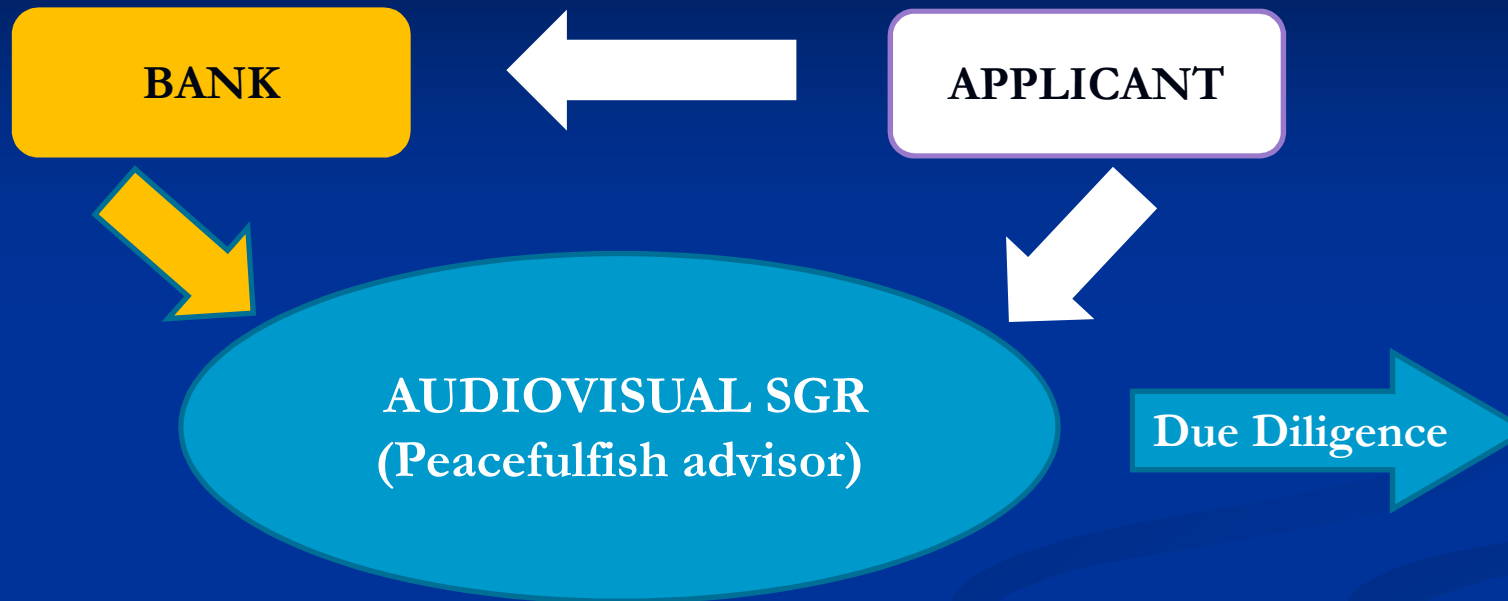 BANK
APPLICANT
AUDIOVISUAL SGR
(Peacefulfish advisor)
Due Diligence